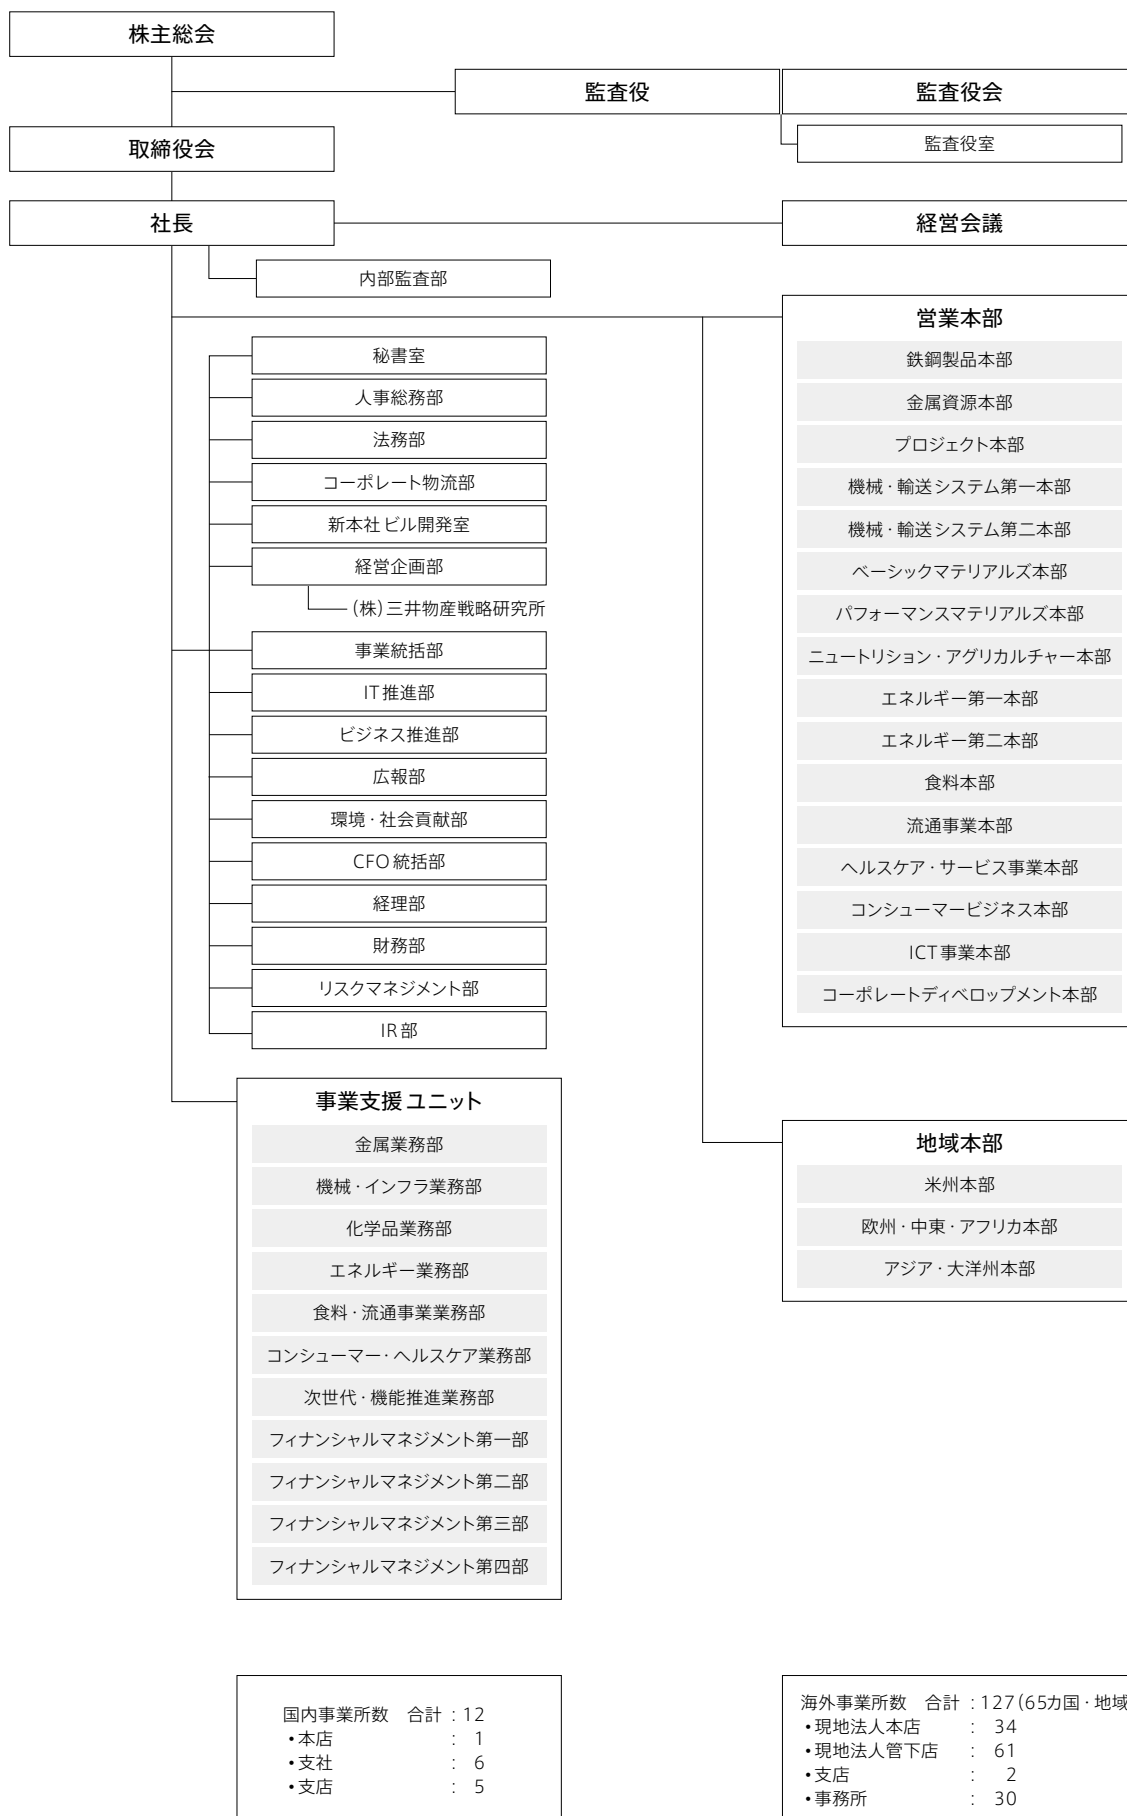 株主総会
監査役
監査役会
監査役室
取締役会
社長
経営会議
内部監査部
秘書室
人事総務部
法務部
コーポレート物流部
新本社ビル開発室
経営企画部
(株)三井物産戦略研究所
事業統括部
IT推進部
ビジネス推進部
広報部
環境・社会貢献部
CFO統括部
経理部
財務部
リスクマネジメント部
IR部
営業本部
鉄鋼製品本部
金属資源本部
プロジェクト本部
機械・輸送システム第一本部
機械・輸送システム第二本部
ベーシックマテリアルズ本部
パフォーマンスマテリアルズ本部
ニュートリション・アグリカルチャー本部
エネルギー第一本部
エネルギー第二本部
食料本部
流通事業本部
ヘルスケア・サービス事業本部
コンシューマービジネス本部
ICT事業本部
コーポレートディベロップメント本部
事業支援ユニット
金属業務部
機械・インフラ業務部
化学品業務部
エネルギー業務部
食料・流通事業業務部
コンシューマー・ヘルスケア業務部
次世代・機能推進業務部
フィナンシャルマネジメント第一部
フィナンシャルマネジメント第二部
フィナンシャルマネジメント第三部
フィナンシャルマネジメント第四部
地域本部
米州本部
欧州・中東・アフリカ本部
アジア・大洋州本部
国内事業所数 合計 : 12
•本店 : 1
•支社 : 6
•支店 : 5
海外事業所数 合計 : 127(65カ国・地域
•現地法人本店 : 34
•現地法人管下店 : 61
•支店 : 2
•事務所 : 30